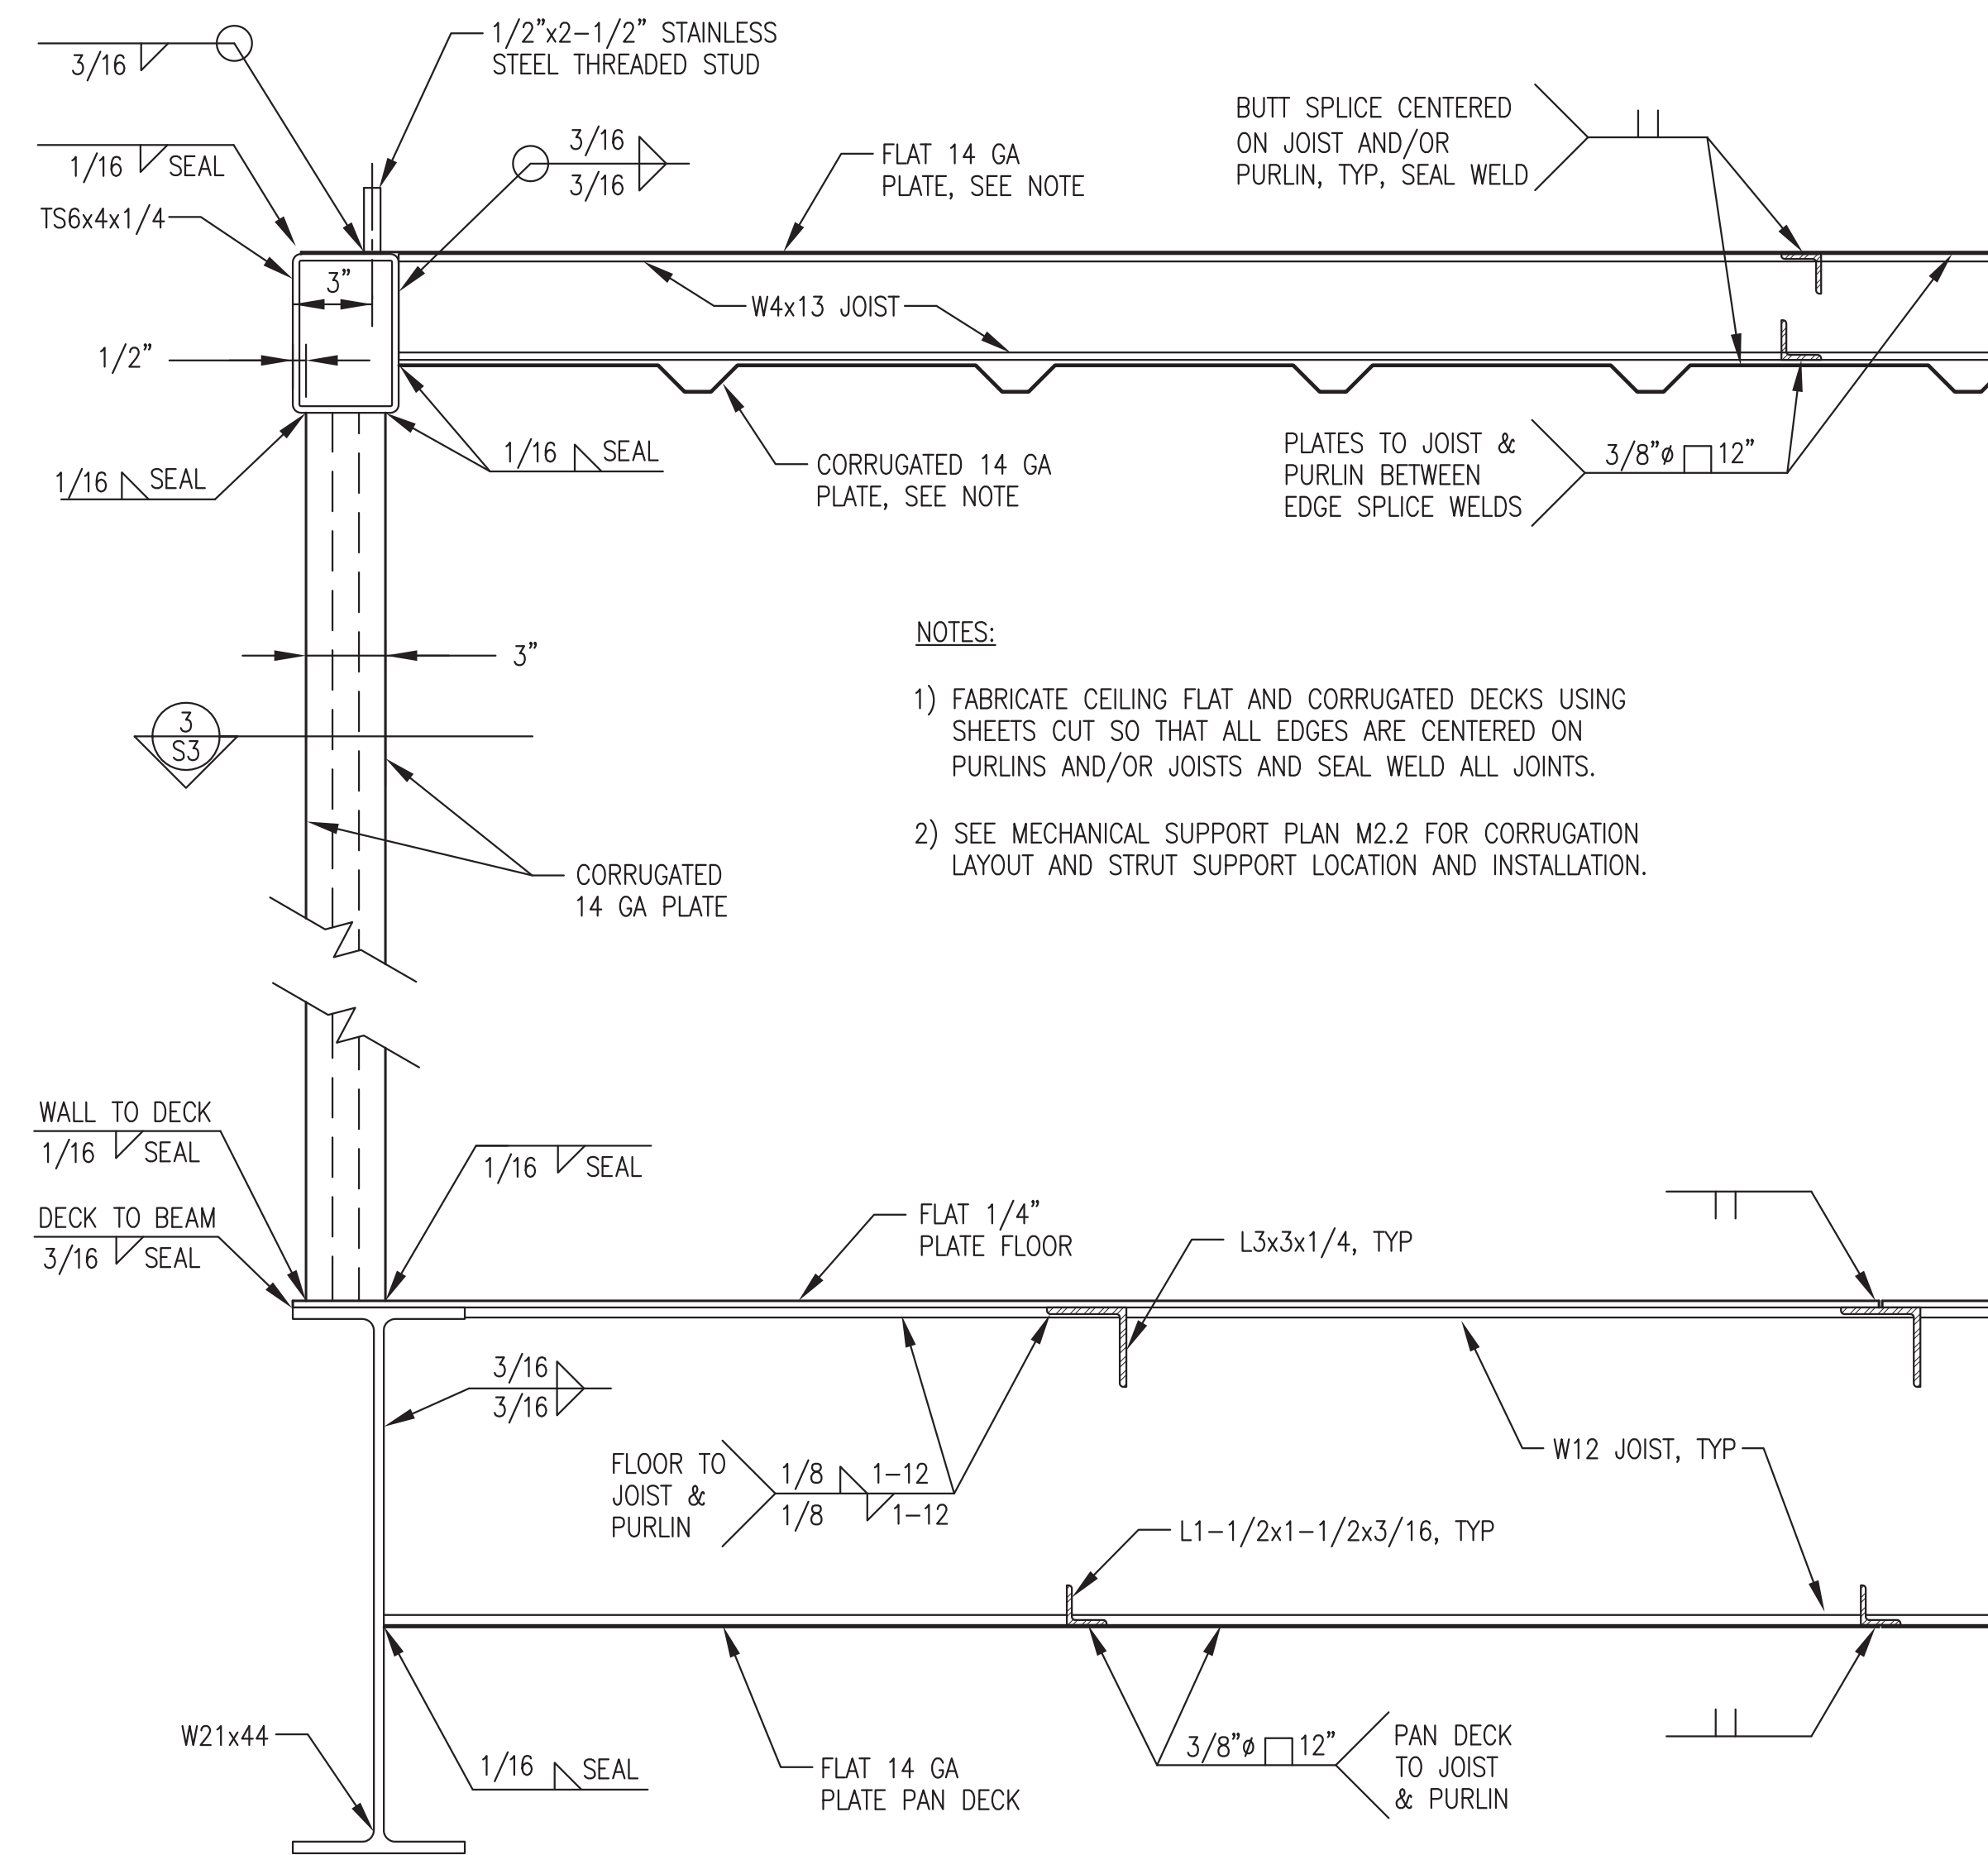 3/16
1/2"x2-1/2" STAINLESS
STEEL THREADED STUD
1/16 SEAL
TS6x4x1/4
3/16
3/16
FLAT 14 GA
PLATE, SEE NOTE
BUTT SPLICE CENTERED
ON JOIST AND/OR
PURLIN, TYP, SEAL WELD
3"
W4x13 JOIST
1/2"
1/16 SEAL
1/16 SEAL
CORRUGATED 14 GA
PLATE, SEE NOTE
PLATES TO JOIST &
PURLIN BETWEEN
EDGE SPLICE WELDS
3/8"ø 12"
3"
3
S3
NOTES:
1) FABRICATE CEILING FLAT AND CORRUGATED DECKS USING
SHEETS CUT SO THAT ALL EDGES ARE CENTERED ON
PURLINS AND/OR JOISTS AND SEAL WELD ALL JOINTS.
2) SEE MECHANICAL SUPPORT PLAN M2.2 FOR CORRUGATION
LAYOUT AND STRUT SUPPORT LOCATION AND INSTALLATION.
CORRUGATED
14 GA PLATE
WALL TO DECK
1/16 SEAL
DECK TO BEAM
3/16 SEAL
1/16 SEAL
FLAT 1/4"
PLATE FLOOR
L3x3x1/4, TYP
3/16
3/16
FLOOR TO
JOIST &
PURLIN
1/8 1-12
1/8 1-12
W12 JOIST, TYP
L1-1/2x1-1/2x3/16, TYP
W21x44
1/16 SEAL
FLAT 14 GA
PLATE PAN DECK
3/8"ø 12"
PAN DECK
TO JOIST
& PURLIN